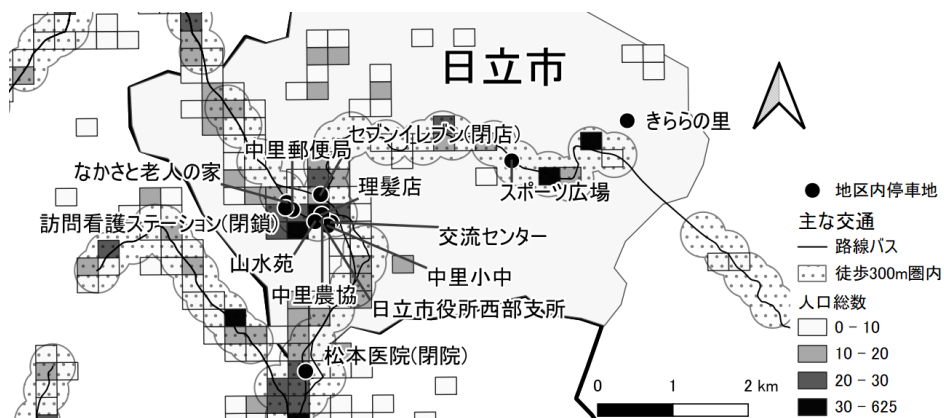 日立市
きららの里
セブンイレブン(閉店)
中里郵便局
なかさと老人の家
理髪店
スポーツ広場
訪問看護ステーション(閉鎖)
交流センター
山水苑
中里小中
中里農協
日立市役所西部支所
松本医院(閉院)
地区内停車地
主な交通
路線バス
徒歩300m圏内
人口総数
0 - 10
10 - 20
20 - 30
30 - 625
0 1 2 km